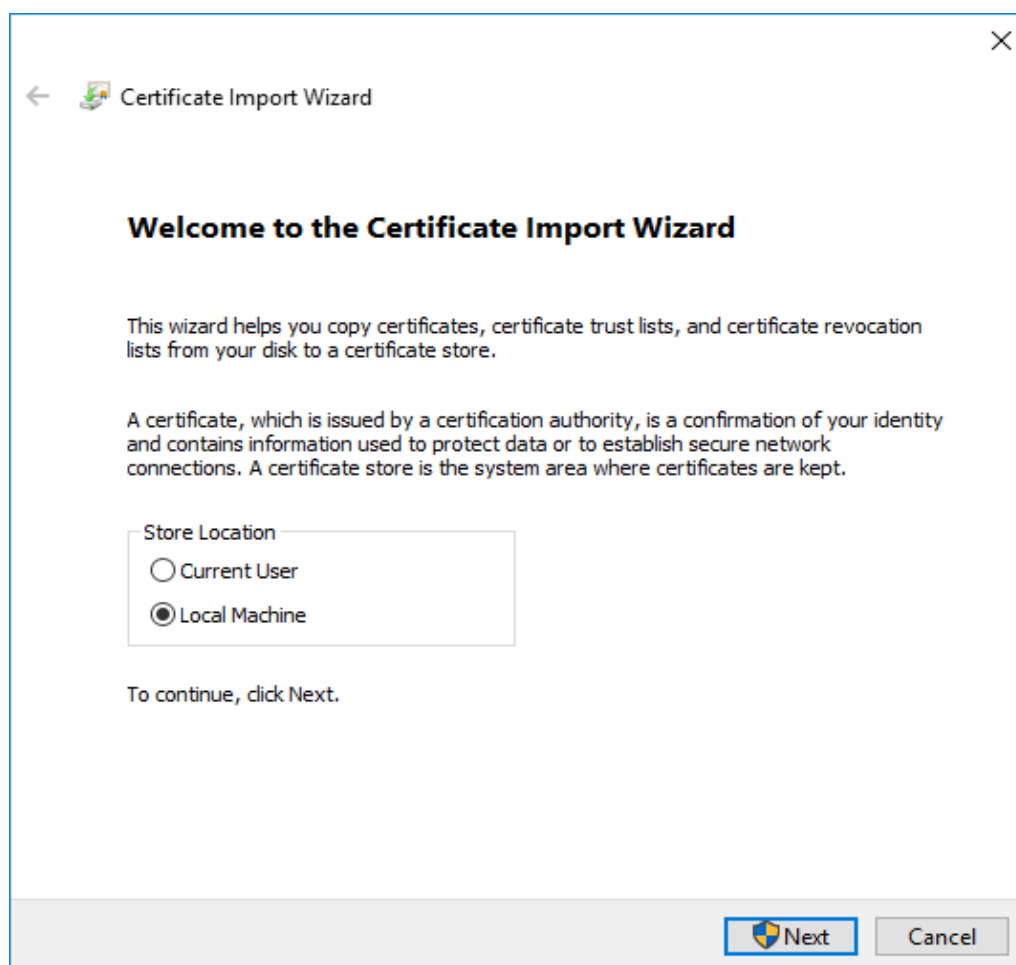 Certificate Import Wizard
Welcome to the Certificate Import Wizard
This wizard helps you copy certificates, certificate trust lists, and certificate revocation
lists from your disk to a certificate store.
A certificate, which is issued by a certification authority, is a confirmation of your identity
and contains information used to protect data or to establish secure network
connections. A certificate store is the system area where certificates are kept.
Store Location
Current User
Local Machine
To continue, click Next.
Next
Cancel